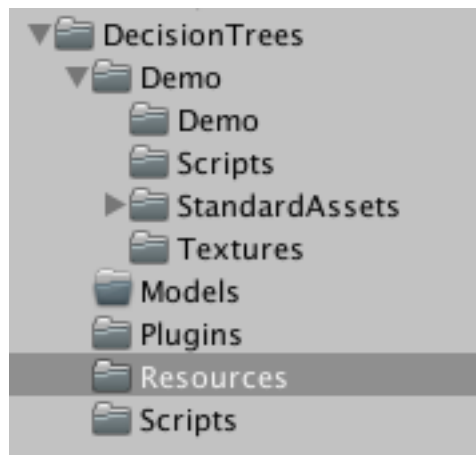 DecisionTrees
Demo
Demo
Scripts
StandardAssets
Textures
Models
Plugins
Resources
Scripts